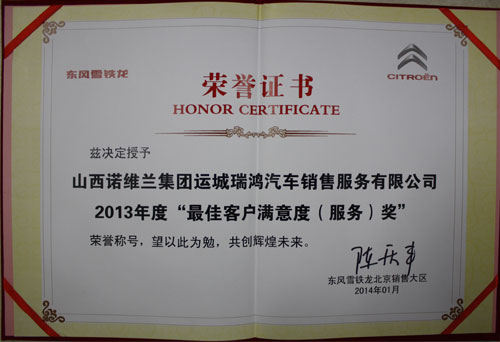 东风雪铁龙
CITROËN
荣誉证书
HONOR CERTIFICATE
兹决定授予
山西诺维兰集团运城瑞鸿汽车销售服务有限公司
2013年度“最佳客户满意度（服务）奖”
荣誉称号，望以此为勉，共创辉煌未来。
东风雪铁龙北京销售大区
2014年01月